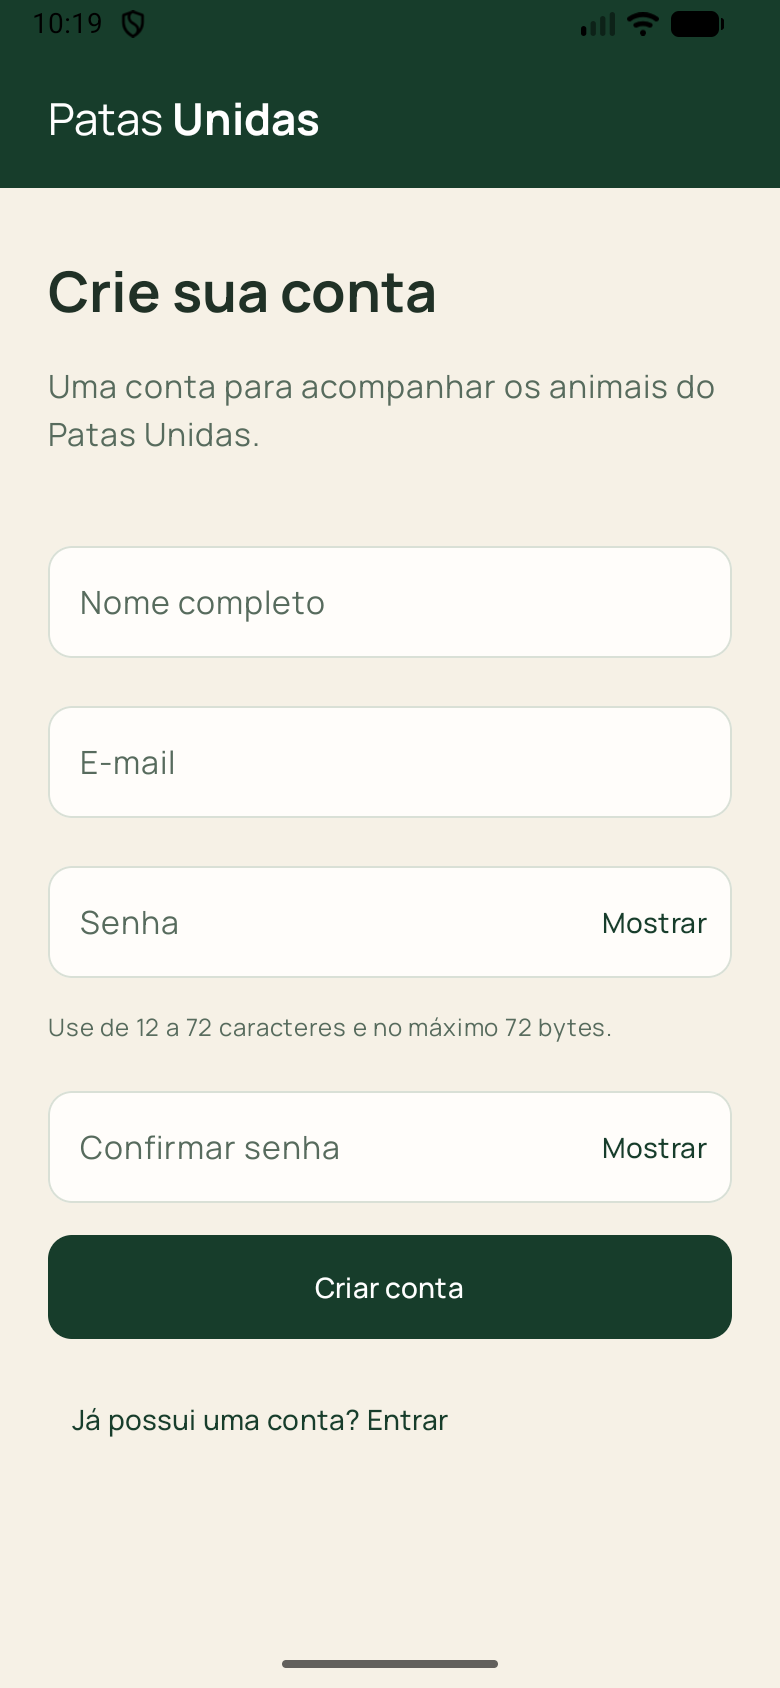 10:19
Patas Unidas
Crie sua conta
Uma conta para acompanhar os animais do
Patas Unidas.
Nome completo
E-mail
Senha
Mostrar
Use de 12 a 72 caracteres e no máximo 72 bytes.
Confirmar senha
Mostrar
Criar conta
Já possui uma conta? Entrar